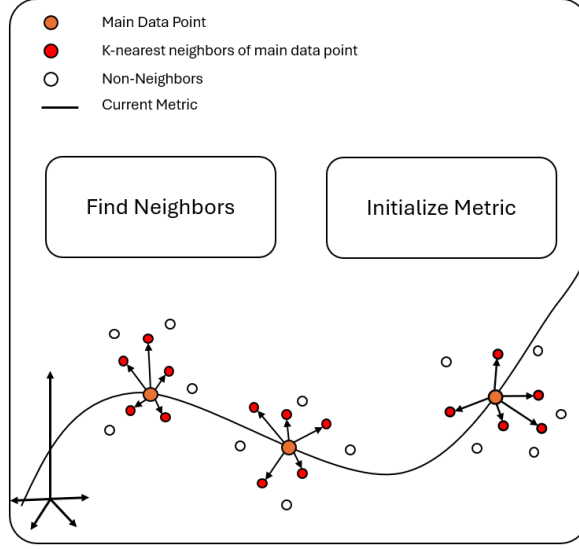 Main Data Point
K-nearest neighbors of main data point
Non-Neighbors
Current Metric
Find Neighbors
Initialize Metric